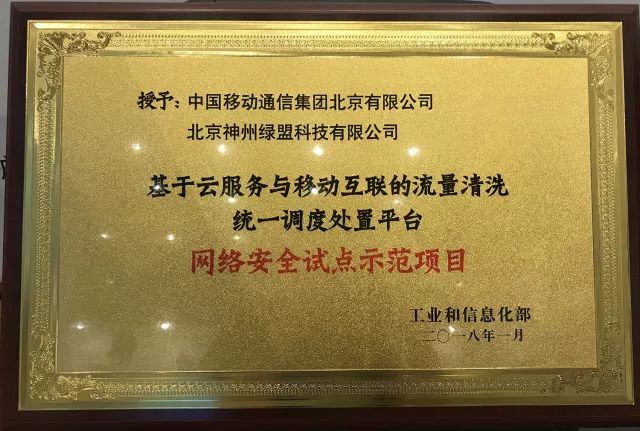 授予：中国移动通信集团北京有限公司
北京神州绿盟科技有限公司
基于云服务与移动互联的流量清洗
统一调度处置平台
网络安全试点示范项目
工业和信息化部
二〇一八年一月